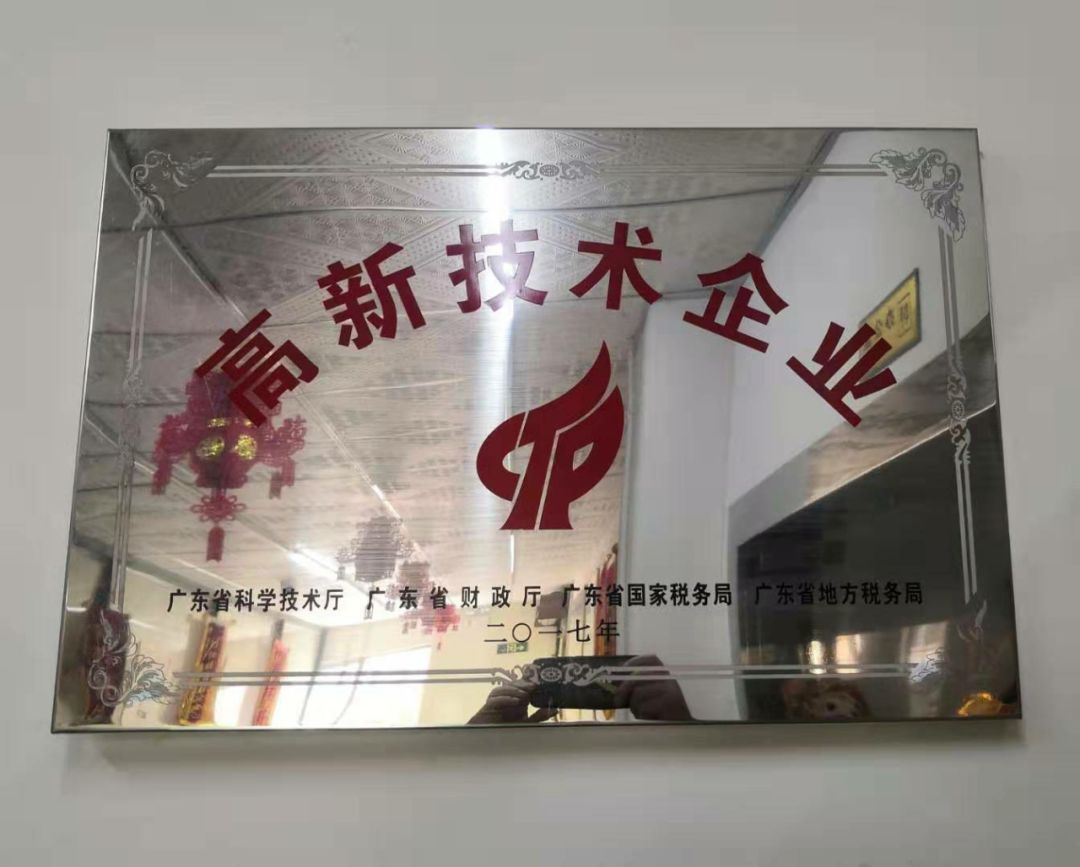 高新技术企业
广东省科学技术厅 广东省财政厅 广东省国家税务局 广东省地方税务局
二〇一七年